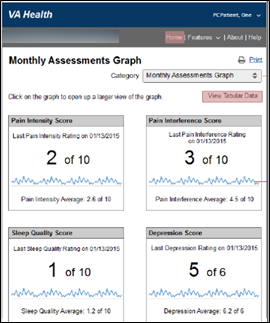 VA Health
PCPatient, One
Home | Features | About | Help
Monthly Assessments Graph
Print
Category Monthly Assessments Graph
Click on the graph to open up a larger view of the graph.
View Tabular Data
Pain Intensity Score
Last Pain Intensity Rating on 01/13/2015
2 of 10
Pain Intensity Average: 2.6 of 10
Pain Interference Score
Last Pain Interference Rating
on 01/13/2015
3 of 10
Pain Interference Average: 4.5 of 10
Sleep Quality Score
Last Sleep Quality Rating on 01/13/2015
1 of 10
Sleep Quality Average: 1.2 of 10
Depression Score
Last Depression Rating on 01/13/2015
5 of 6
Depression Average: 6.2 of 6